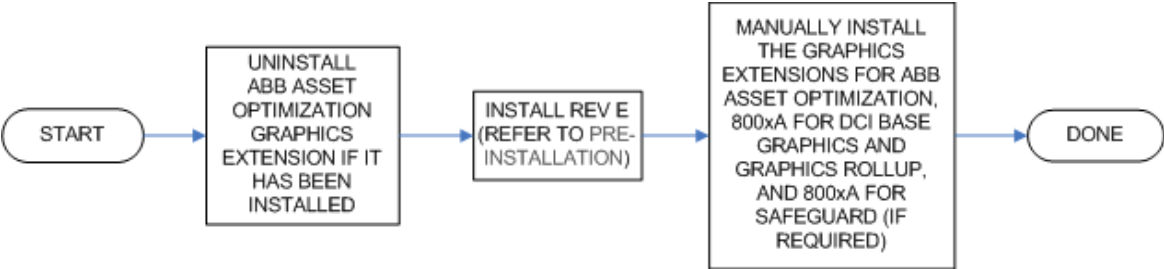 START
UNINSTALL
ABB ASSET
OPTIMIZATION
GRAPHICS
EXTENSION IF IT
HAS BEEN
INSTALLED
INSTALL REV E
(REFER TO PRE-
INSTALLATION)
MANUALLY INSTALL
THE GRAPHICS
EXTENSIONS FOR ABB
ASSET OPTIMIZATION,
800xA FOR DCI BASE
GRAPHICS AND
GRAPHICS ROLLUP,
AND 800xA FOR
SAFEGUARD (IF
REQUIRED)
DONE